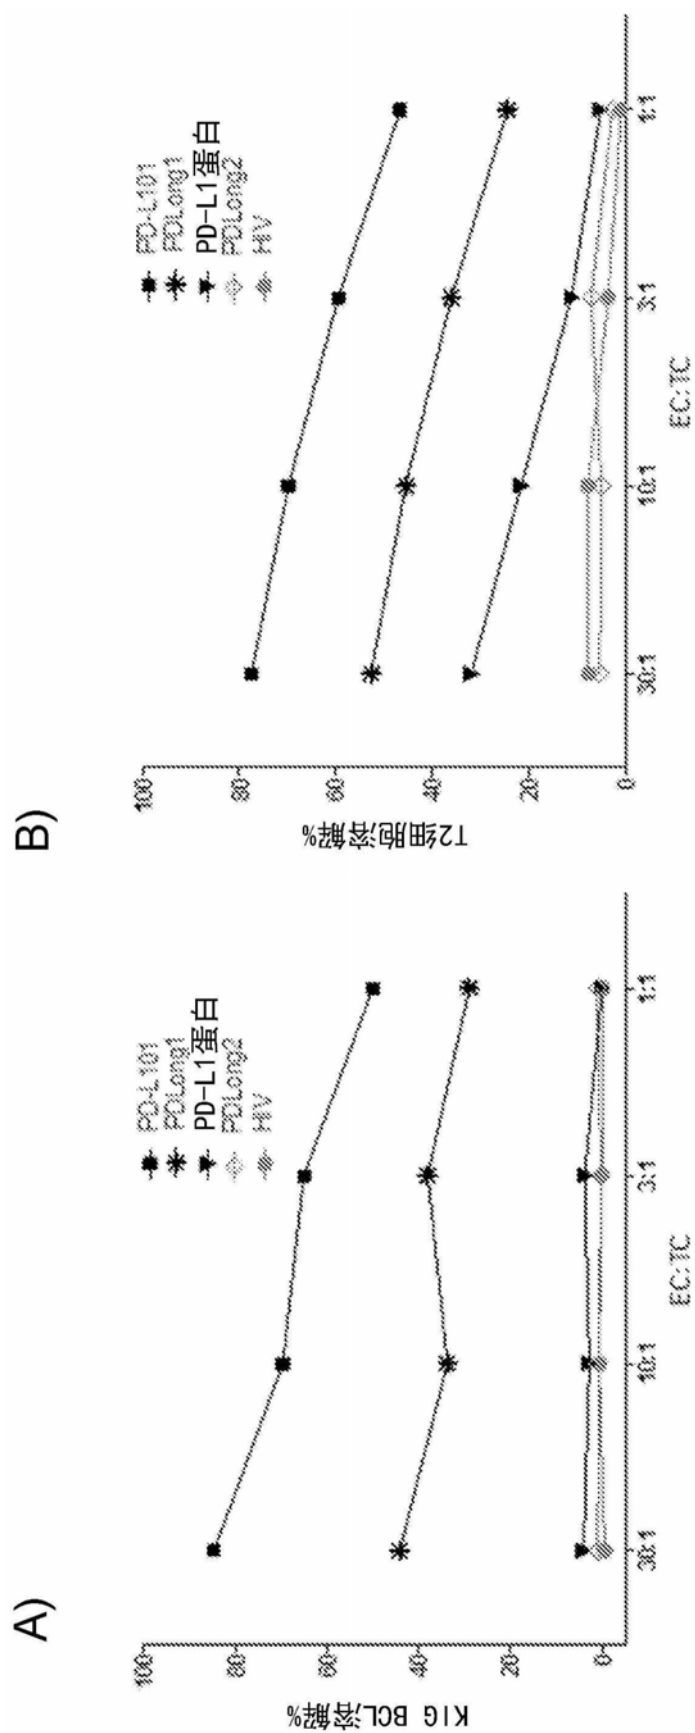 A)
KIG BCL溶解%
100
80
60
40
20
0
30:1
10:1
3:1
1:1
EC:TC
PD-L101
PDLong1
PD-L1蛋白
PDLong2
HIV
B)
T2细胞溶解%
100
80
60
40
20
0
30:1
10:1
3:1
1:1
EC:TC
PD-L101
PDLong1
PD-L1蛋白
PDLong2
HIV